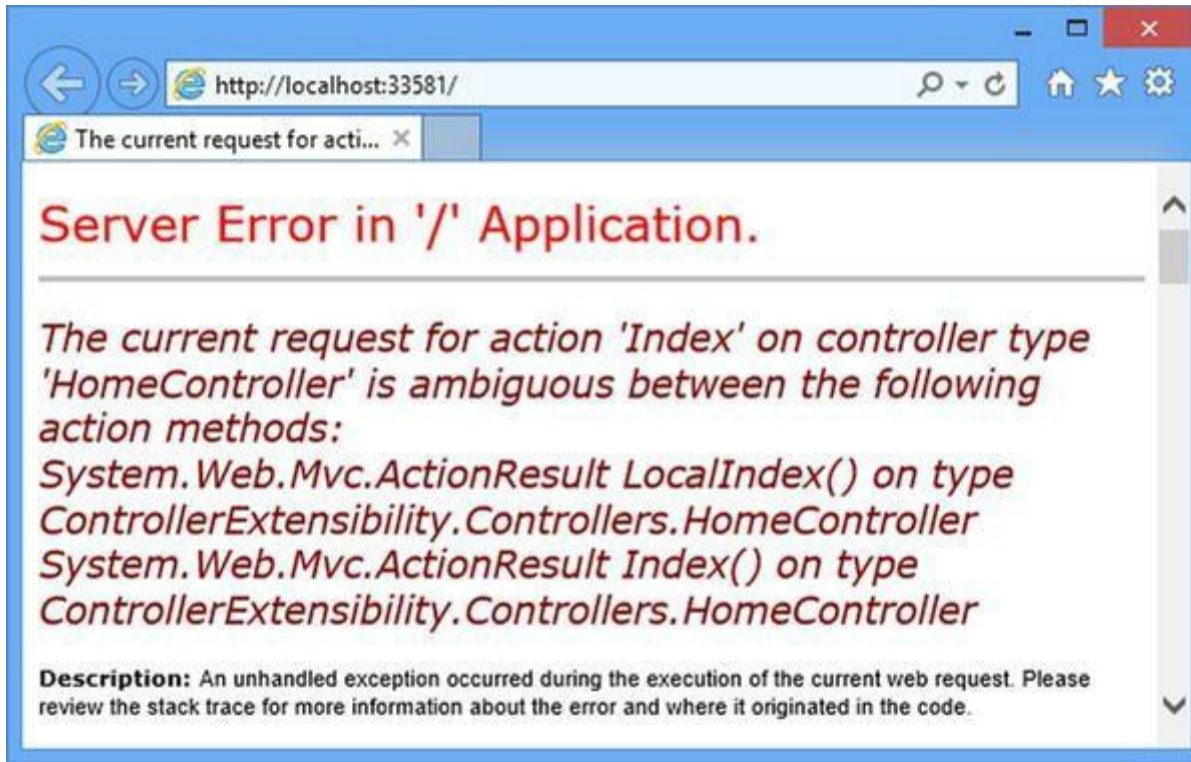 http://localhost:33581/
The current request for acti...
Server Error in '/' Application.
The current request for action 'Index' on controller type
'HomeController' is ambiguous between the following
action methods:
System.Web.Mvc.ActionResult LocalIndex() on type
ControllerExtensibility.Controllers.HomeController
System.Web.Mvc.ActionResult Index() on type
ControllerExtensibility.Controllers.HomeController
Description: An unhandled exception occurred during the execution of the current web request. Please
review the stack trace for more information about the error and where it originated in the code.